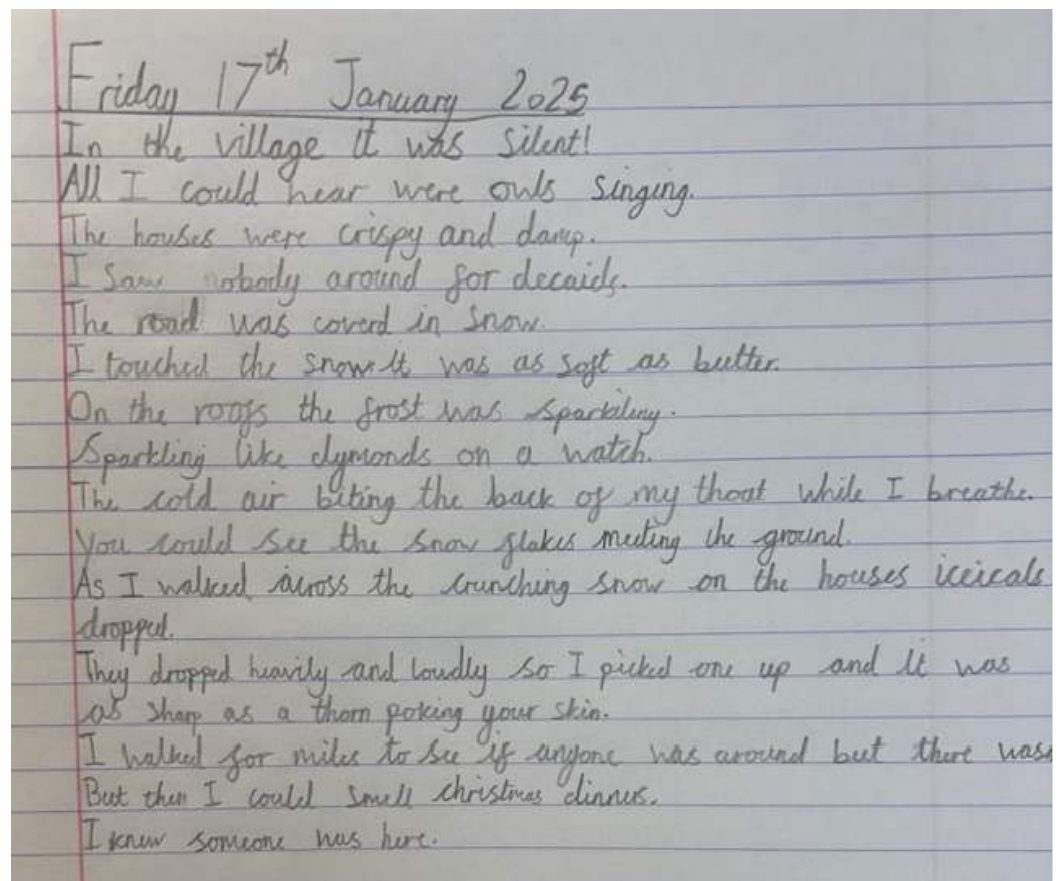 Friday 17th January 2025
In the village it was silent!
All I could hear were owls singing.
The houses were crispy and damp.
I saw nobody around for decaids.
The road was coverd in snow.
I touched the snow it was as soft as butter.
On the roofs the frost was sparkling.
Sparkling like dymonds on a watch.
The cold air biting the back of my thoat while I breathe.
You could see the snow flakes meeting the ground.
As I walked across the crunching snow on the houses iceicals
dropped.
They dropped heavily and loudly so I picked one up and it was
as sharp as a thorn poking your skin.
I walked for miles to see if anyone was around but there
But then I could smell christmas dinners.
I knew someone was here.